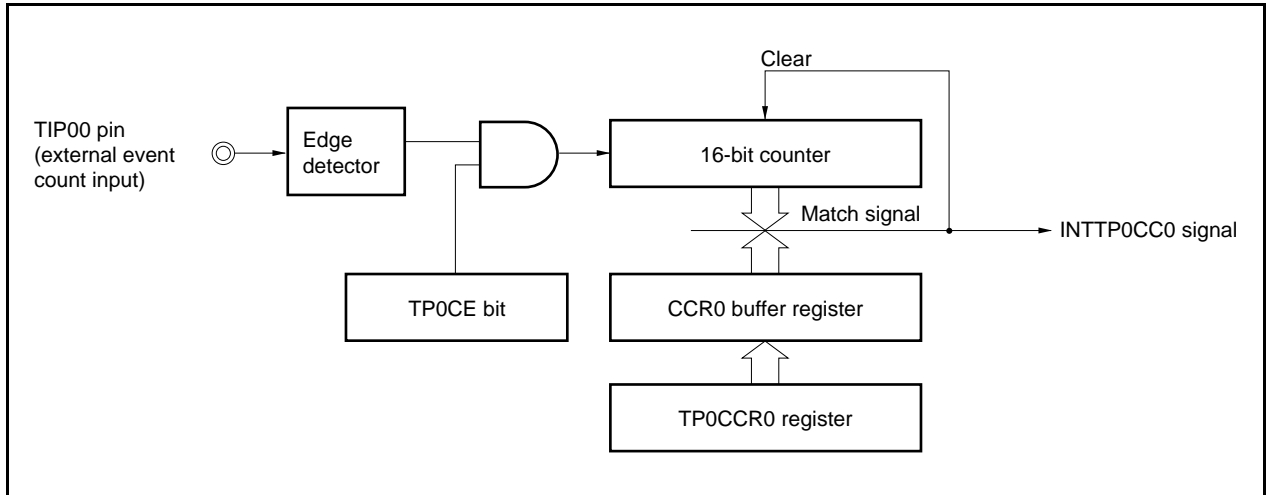 Clear
TIP00 pin
(external event
count input)
Edge
detector
16-bit counter
Match signal
INTTP0CC0 signal
TP0CE bit
CCR0 buffer register
TP0CCR0 register